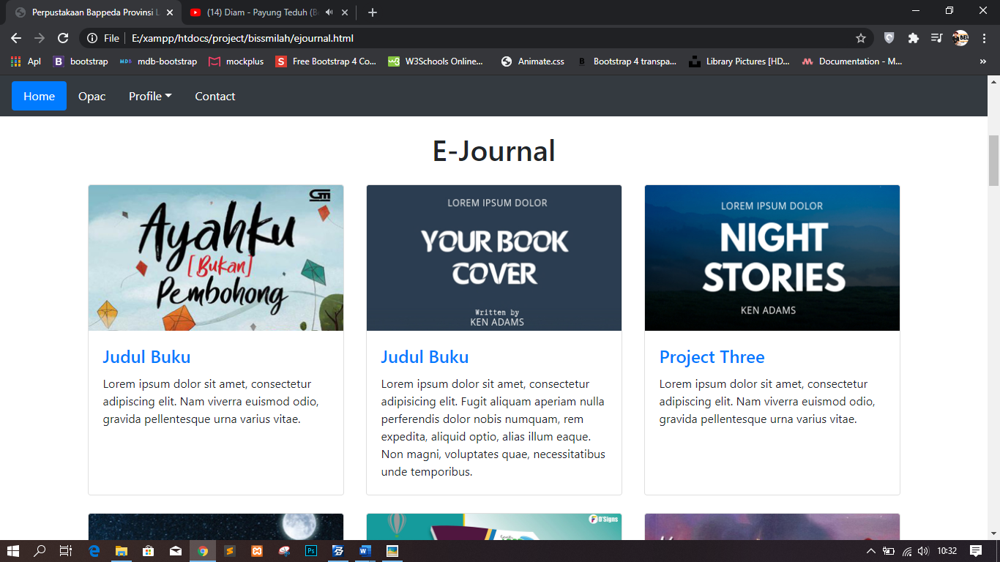 Perpustakaan Bappeda Provinsi L
(14) Diam - Payung Teduh (B
File
E:/xampp/htdocs/project/bissmilah/ejournal.html
Apl
bootstrap
mdb-bootstrap
mockplus
Free Bootstrap 4 Co...
W3Schools Online...
Animate.css
Bootstrap 4 transpa...
Library Pictures [HD...
Documentation - M...
»
Home
Opac
Profile
Contact
E-Journal
Ayahku
[Bukan]
Pembohong
LOREM IPSUM DOLOR
YOUR BOOK
COVER
Written by
KEN ADAMS
LOREM IPSUM DOLOR
NIGHT
STORIES
KEN ADAMS
Judul Buku
Lorem ipsum dolor sit amet, consectetur
adipiscing elit. Nam viverra euismod odio,
gravida pellentesque urna varius vitae.
Judul Buku
Lorem ipsum dolor sit amet, consectetur
adipisicing elit. Fugit aliquam aperiam nulla
perferendis dolor nobis numquam, rem
expedita, aliquid optio, alias illum eaque.
Non magni, voluptates quae, necessitatibus
unde temporibus.
Project Three
Lorem ipsum dolor sit amet, consectetur
adipiscing elit. Nam viverra euismod odio,
gravida pellentesque urna varius vitae.
D'Signs
10:32